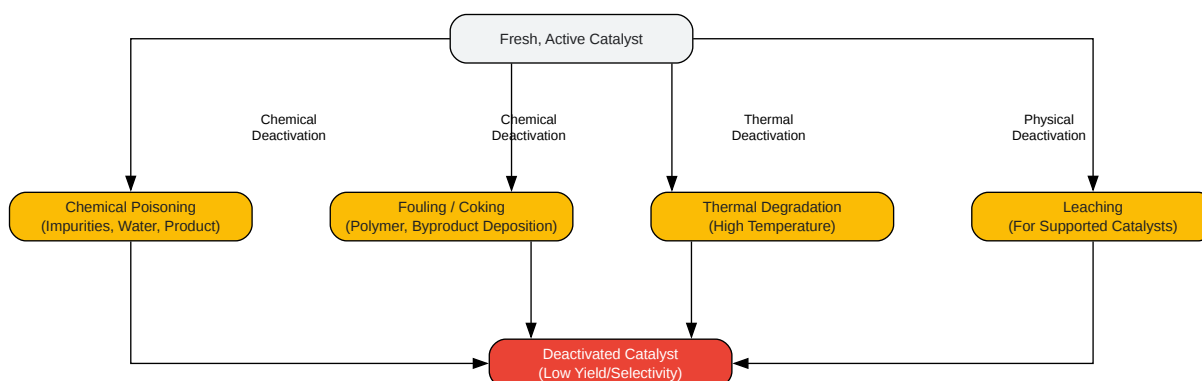 Fresh, Active Catalyst
Chemical
Deactivation
Chemical
Deactivation
Thermal
Deactivation
Physical
Deactivation
Chemical Poisoning
(Impurities, Water, Product)
Fouling / Coking
(Polymer, Byproduct Deposition)
Thermal Degradation
(High Temperature)
Leaching
(For Supported Catalysts)
Deactivated Catalyst
(Low Yield/Selectivity)